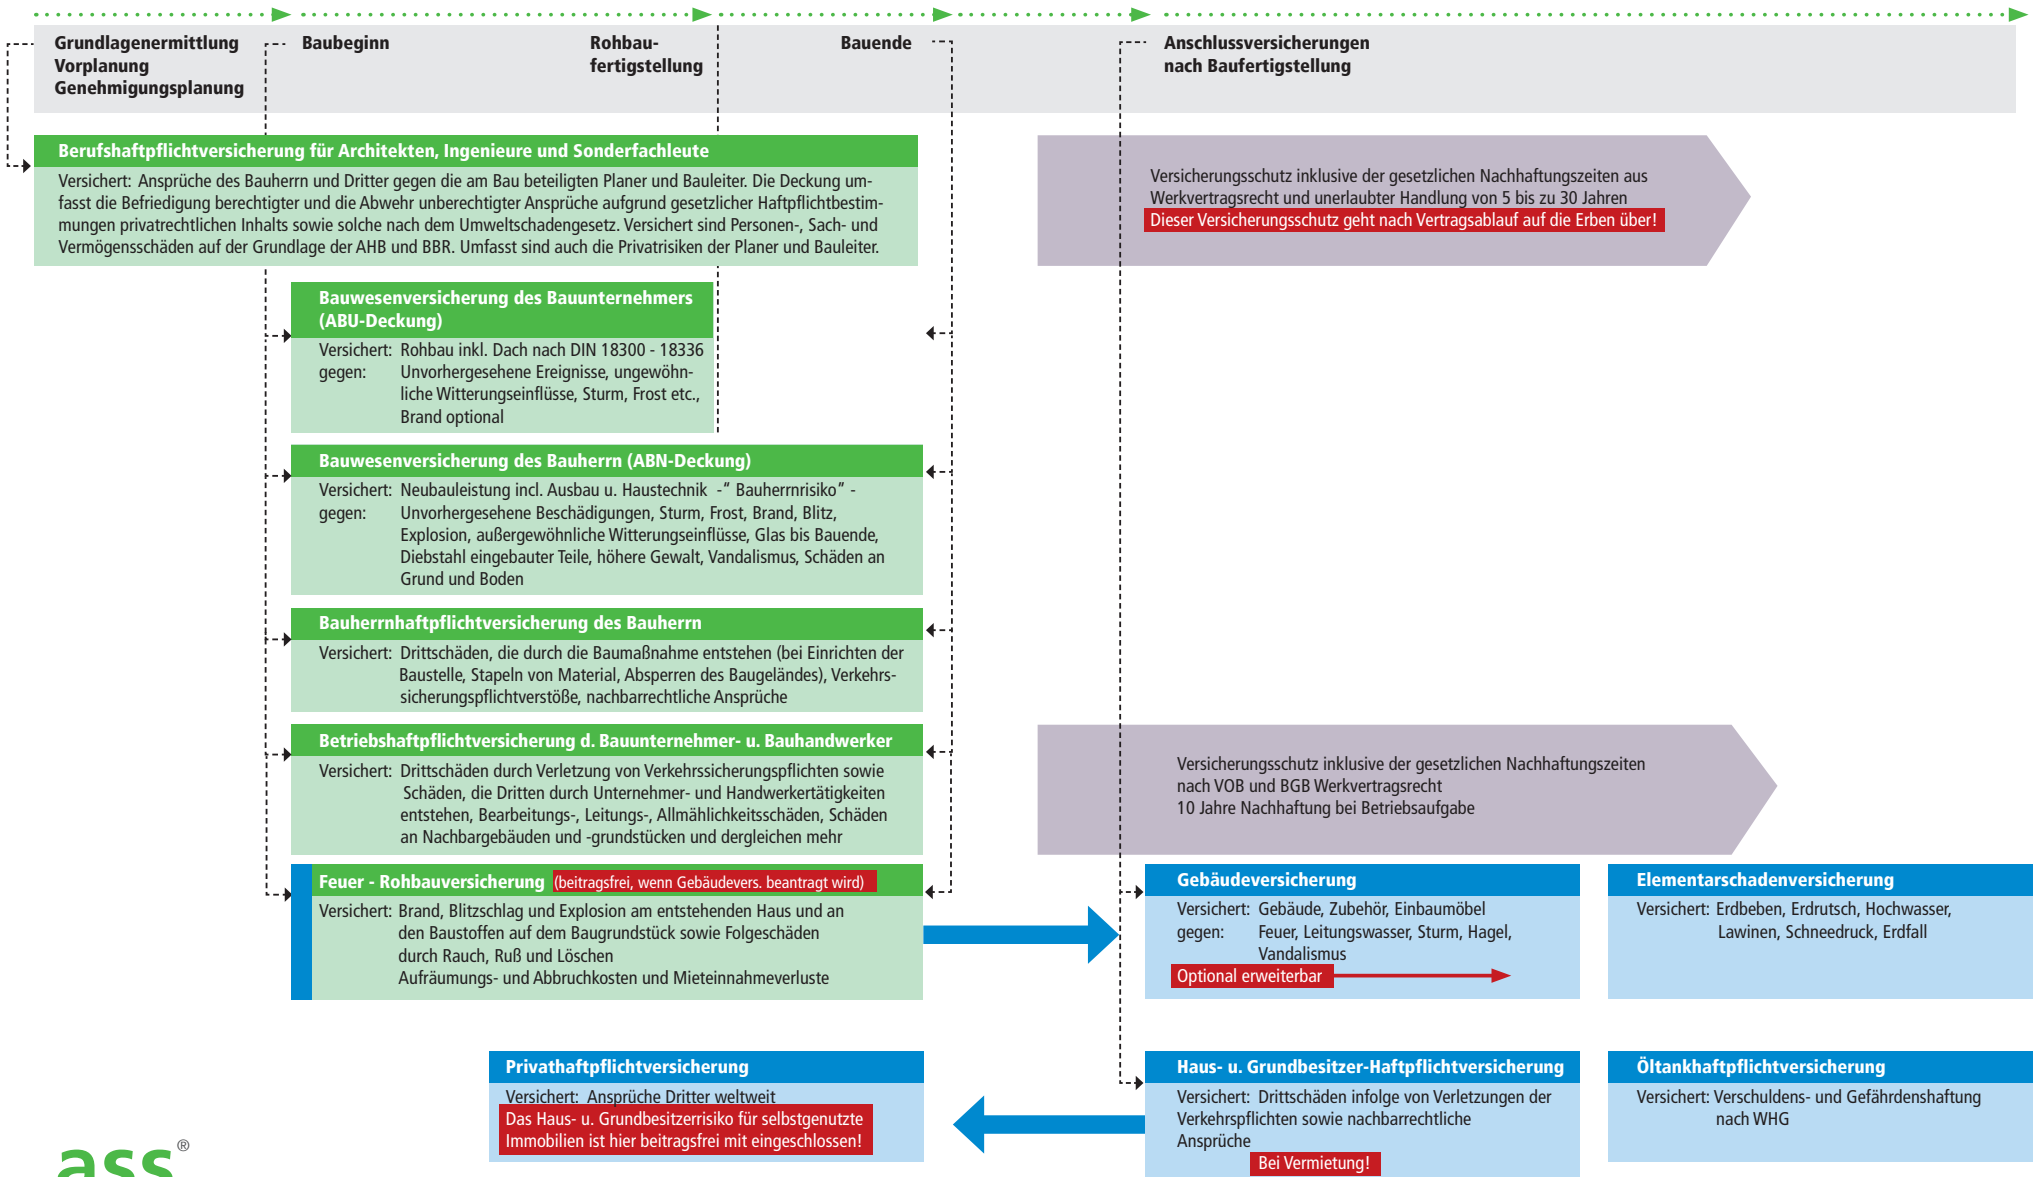 Grundlagenermittlung
Vorplanung
Genehmigungsplanung
Baubeginn
Rohbau-
fertigstellung
Bauende
Anschlussversicherungen
nach Baufertigstellung
Berufshaftpflichtversicherung für Architekten, Ingenieure und Sonderfachleute
Versichert: Ansprüche des Bauherrn und Dritter gegen die am Bau beteiligten Planer und Bauleiter. Die Deckung um-
fasst die Befriedigung berechtigter und die Abwehr unberechtigter Ansprüche aufgrund gesetzlicher Haftpflichtbestim-
mungen privatrechtlichen Inhalts sowie solche nach dem Umweltschadengesetz. Versichert sind Personen-, Sach- und
Vermögensschäden auf der Grundlage der AHB und BBR. Umfasst sind auch die Privatrisiken der Planer und Bauleiter.
Versicherungsschutz inklusive der gesetzlichen Nachhaftungszeiten aus
Werkvertragsrecht und unerlaubter Handlung von 5 bis zu 30 Jahren
Dieser Versicherungsschutz geht nach Vertragsablauf auf die Erben über!
Bauwesenversicherung des Bauunternehmers
(ABU-Deckung)
Versichert: Rohbau inkl. Dach nach DIN 18300 - 18336
gegen: Unvorhergesehene Ereignisse, ungewöhn-
liche Witterungseinflüsse, Sturm, Frost etc.,
Brand optional
Bauwesenversicherung des Bauherrn (ABN-Deckung)
Versichert: Neubauleistung incl. Ausbau u. Haustechnik -“ Bauherrnrisiko” -
gegen: Unvorhergesehene Beschädigungen, Sturm, Frost, Brand, Blitz,
Explosion, außergewöhnliche Witterungseinflüsse, Glas bis Bauende,
Diebstahl eingebauter Teile, höhere Gewalt, Vandalismus, Schäden an
Grund und Boden
Bauherrnhaftpflichtversicherung des Bauherrn
Versichert: Drittschäden, die durch die Baumaßnahme entstehen (bei Einrichten der
Baustelle, Stapeln von Material, Absperren des Baugeländes), Verkehrs-
sicherungspflichtverstöße, nachbarrechtliche Ansprüche
Betriebshaftpflichtversicherung d. Bauunternehmer- u. Bauhandwerker
Versichert: Drittschäden durch Verletzung von Verkehrssicherungspflichten sowie
Schäden, die Dritten durch Unternehmer- und Handwerkertätigkeiten
entstehen, Bearbeitungs-, Leitungs-, Allmählichkeitsschäden, Schäden
an Nachbargebäuden und -grundstücken und dergleichen mehr
Versicherungsschutz inklusive der gesetzlichen Nachhaftungszeiten
nach VOB und BGB Werkvertragsrecht
10 Jahre Nachhaftung bei Betriebsaufgabe
Feuer - Rohbauversicherung (beitragsfrei, wenn Gebäudevers. beantragt wird)
Versichert: Brand, Blitzschlag und Explosion am entstehenden Haus und an
den Baustoffen auf dem Baugrundstück sowie Folgeschäden
durch Rauch, Ruß und Löschen
Aufräumungs- und Abbruchkosten und Mieteinnahmeverluste
Gebäudeversicherung
Versichert: Gebäude, Zubehör, Einbaumöbel
gegen: Feuer, Leitungswasser, Sturm, Hagel,
Vandalismus
Optional erweiterbar
Elementarschadenversicherung
Versichert: Erdbeben, Erdrutsch, Hochwasser,
Lawinen, Schneedruck, Erdfall
Privathaftpflichtversicherung
Versichert: Ansprüche Dritter weltweit
Das Haus- u. Grundbesitzerrisiko für selbstgenutzte
Immobilien ist hier beitragsfrei mit eingeschlossen!
Haus- u. Grundbesitzer-Haftpflichtversicherung
Versichert: Drittschäden infolge von Verletzungen der
Verkehrspflichten sowie nachbarrechtliche
Ansprüche
Bei Vermietung!
Öltankhaftpflichtversicherung
Versichert: Verschuldens- und Gefährdenshaftung
nach WHG
ass®